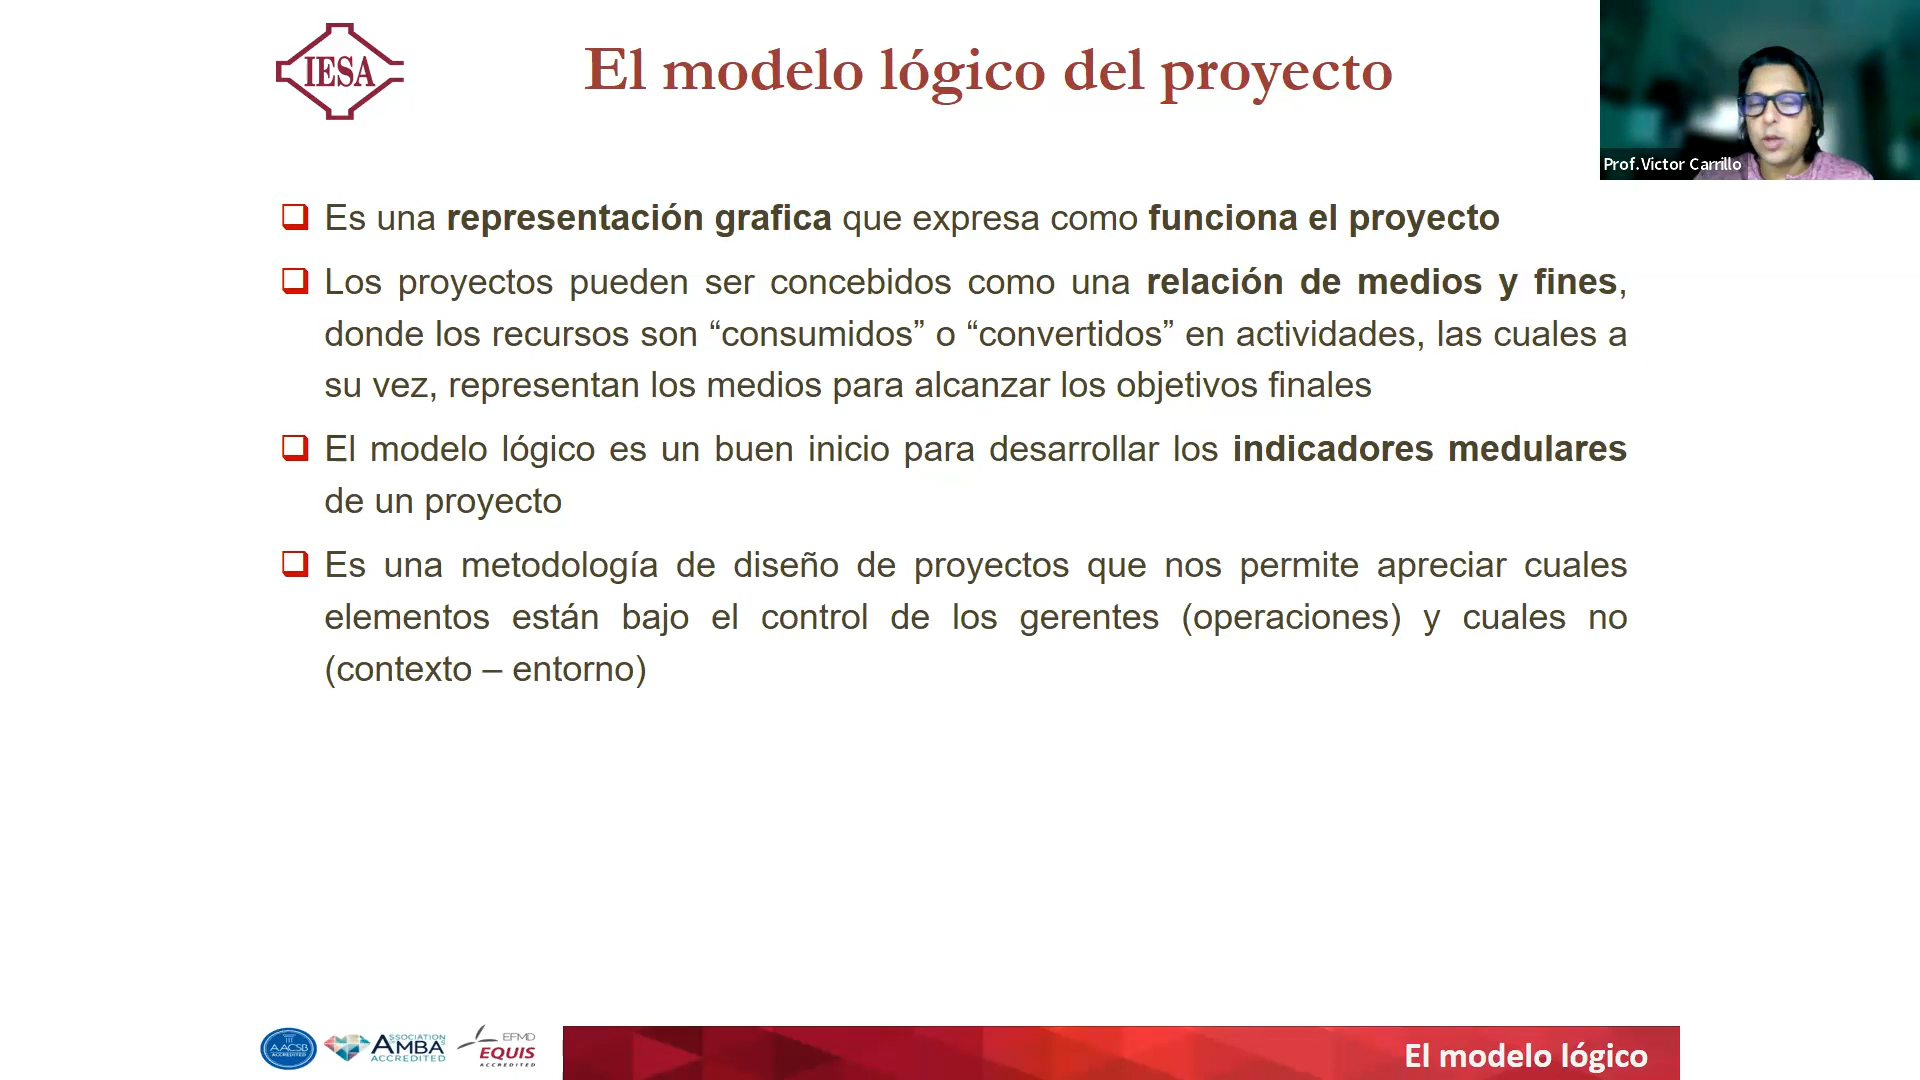 IESA
El modelo lógico del proyecto
Prof. Victor Carrillo
Es una representación grafica que expresa como funciona el proyecto
Los proyectos pueden ser concebidos como una relación de medios y fines,
donde los recursos son “consumidos” o “convertidos” en actividades, las cuales a
su vez, representan los medios para alcanzar los objetivos finales
El modelo lógico es un buen inicio para desarrollar los indicadores medulares
de un proyecto
Es una metodología de diseño de proyectos que nos permite apreciar cuales
elementos están bajo el control de los gerentes (operaciones) y cuales no
(contexto – entorno)
AACSB
ACCREDITED
ASSOCIATION
AMBA
ACCREDITED
EFMD
EQUIS
ACCREDITED
El modelo lógico